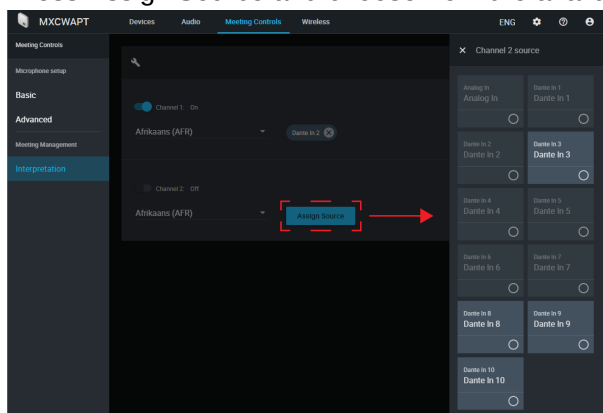 MXCWAPT
Devices Audio Meeting Controls Wireless
ENG
Meeting Controls
Microphone setup
Basic
Advanced
Meeting Management
Interpretation
Channel 1: On
Afrikaans (AFR)
Dante In 2
Channel 2: Off
Afrikaans (AFR)
Assign Source
Channel 2 source
Analog In
Analog In
Dante In 1
Dante In 1
Dante In 2
Dante In 2
Dante In 3
Dante In 3
Dante In 4
Dante In 4
Dante In 5
Dante In 5
Dante In 6
Dante In 6
Dante In 7
Dante In 7
Dante In 8
Dante In 8
Dante In 9
Dante In 9
Dante In 10
Dante In 10